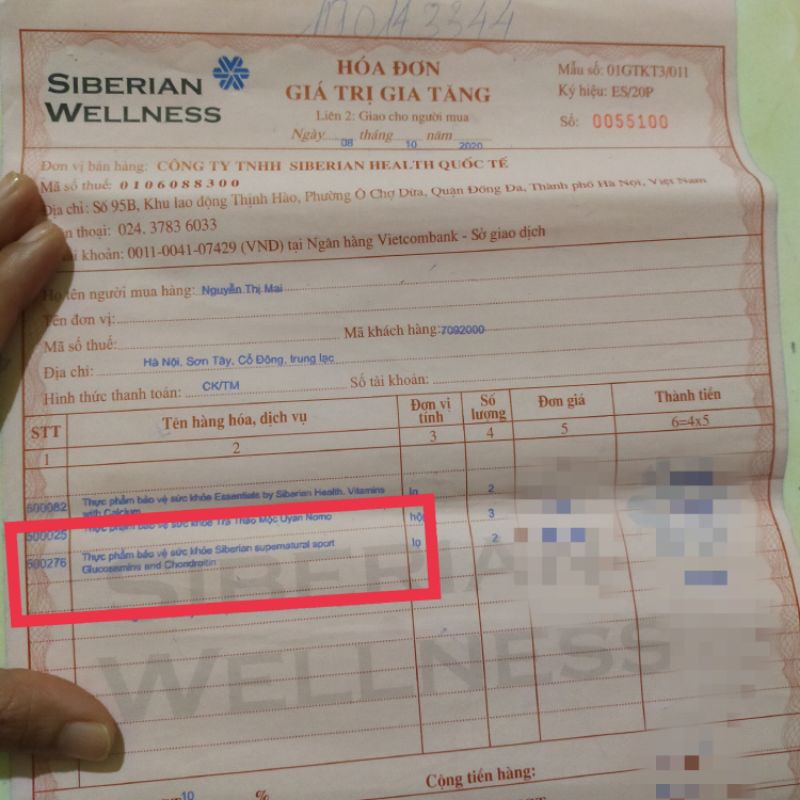 11043344
SIBERIAN
WELLNESS
HÓA ĐƠN
GIÁ TRỊ GIA TĂNG
Liên 2: Giao cho người mua
Ngày 08 tháng 10 năm 2020
Mẫu số: 01GTKT3/011
Ký hiệu: ES/20P
Số: 0055100
Đơn vị bán hàng: CÔNG TY TNHH SIBERIAN HEALTH QUỐC TẾ
Mã số thuế: 0106088300
Địa chỉ: Số 95B, Khu lao động Thịnh Hào, Phường Ô Chợ Dừa, Quận Đống Đa, Thành phố Hà Nội, Việt Nam
thoại: 024. 3783 6033
khoản: 0011-0041-07429 (VND) tại Ngân hàng Vietcombank - Sở giao dịch
Họ tên người mua hàng: Nguyễn Thị Mai
Tên đơn vị:
Mã số thuế: Mã khách hàng: 7092000
Địa chỉ: Hà Nội, Sơn Tây, Cổ Đông, trung lạc
Hình thức thanh toán: CK/TM Số tài khoản:
STT Tên hàng hóa, dịch vụ Đơn vị tính Số lượng Đơn giá Thành tiền
1 2 3 4 5 6=4x5
500082 Thực phẩm bảo vệ sức khỏe Essentials by Siberian Health. Vitamins with Calcium lọ 2
500025 Thực phẩm bảo vệ sức khỏe Trà Thảo Mộc Uyan Nomo hộ 3
500276 Thực phẩm bảo vệ sức khỏe Siberian supernatural sport lọ 2
Glucosamins and Chondroitin
SIBERIAN
WELLNESS
Cộng tiền hàng:
10 %